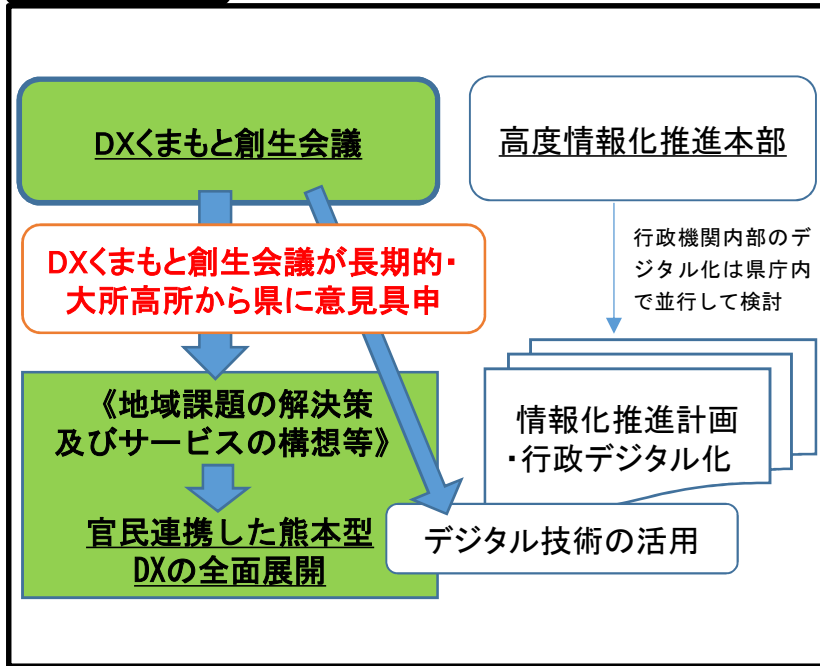 DXくまもと創生会議
高度情報化推進本部
DXくまもと創生会議が長期的・
大所高所から県に意見具申
行政機関内部のデ
ジタル化は県庁内
で並行して検討
《地域課題の解決策
及びサービスの構想等》
官民連携した熊本型
DXの全面展開
情報化推進計画
・行政デジタル化
デジタル技術の活用